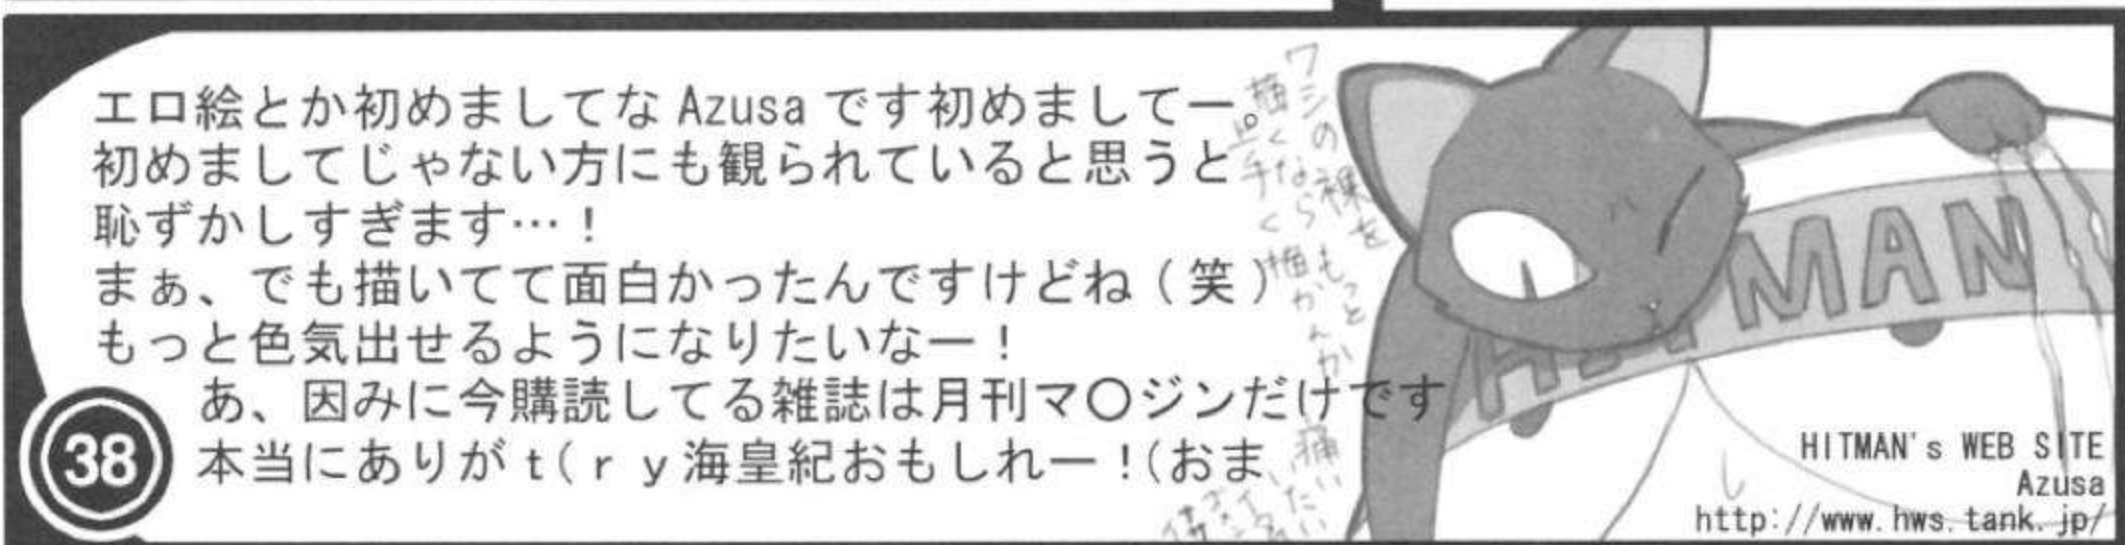 エロ絵とか初めましてな Azusa です初めましてー。
初めましてじゃない方にも観られていると思うと
恥ずかしすぎます…！
まぁ、でも描いてて面白かったんですけどね（笑）
もっと色気出せるようになりたいなー！
あ、因みに今購読してる雑誌は月刊マ〇ジンだけです
本当にありがｔ(ｒｙ海皇紀おもしれー！(おま
38
ワシの裸を
描くなら もっと
上手く描かんか
痛い
HITMAN
HITMAN's WEB SITE
Azusa
http://www.hws.tank.jp/